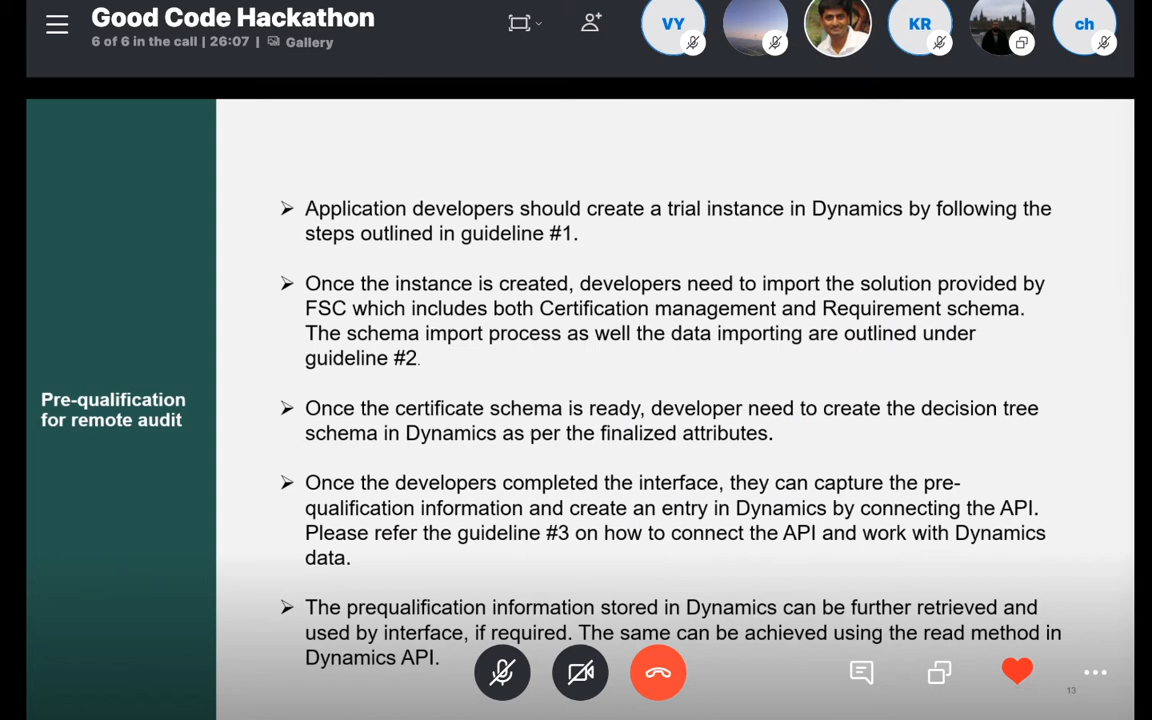 Good Code Hackathon
6 of 6 in the call | 26:07 | Gallery
VY
KR
ch
Pre-qualification
for remote audit
➢ Application developers should create a trial instance in Dynamics by following the
steps outlined in guideline #1.
➢ Once the instance is created, developers need to import the solution provided by
FSC which includes both Certification management and Requirement schema.
The schema import process as well the data importing are outlined under
guideline #2.
➢ Once the certificate schema is ready, developer need to create the decision tree
schema in Dynamics as per the finalized attributes.
➢ Once the developers completed the interface, they can capture the pre-
qualification information and create an entry in Dynamics by connecting the API.
Please refer the guideline #3 on how to connect the API and work with Dynamics
data.
➢ The prequalification information stored in Dynamics can be further retrieved and
used by interface, if required. The same can be achieved using the read method in
Dynamics API.
13